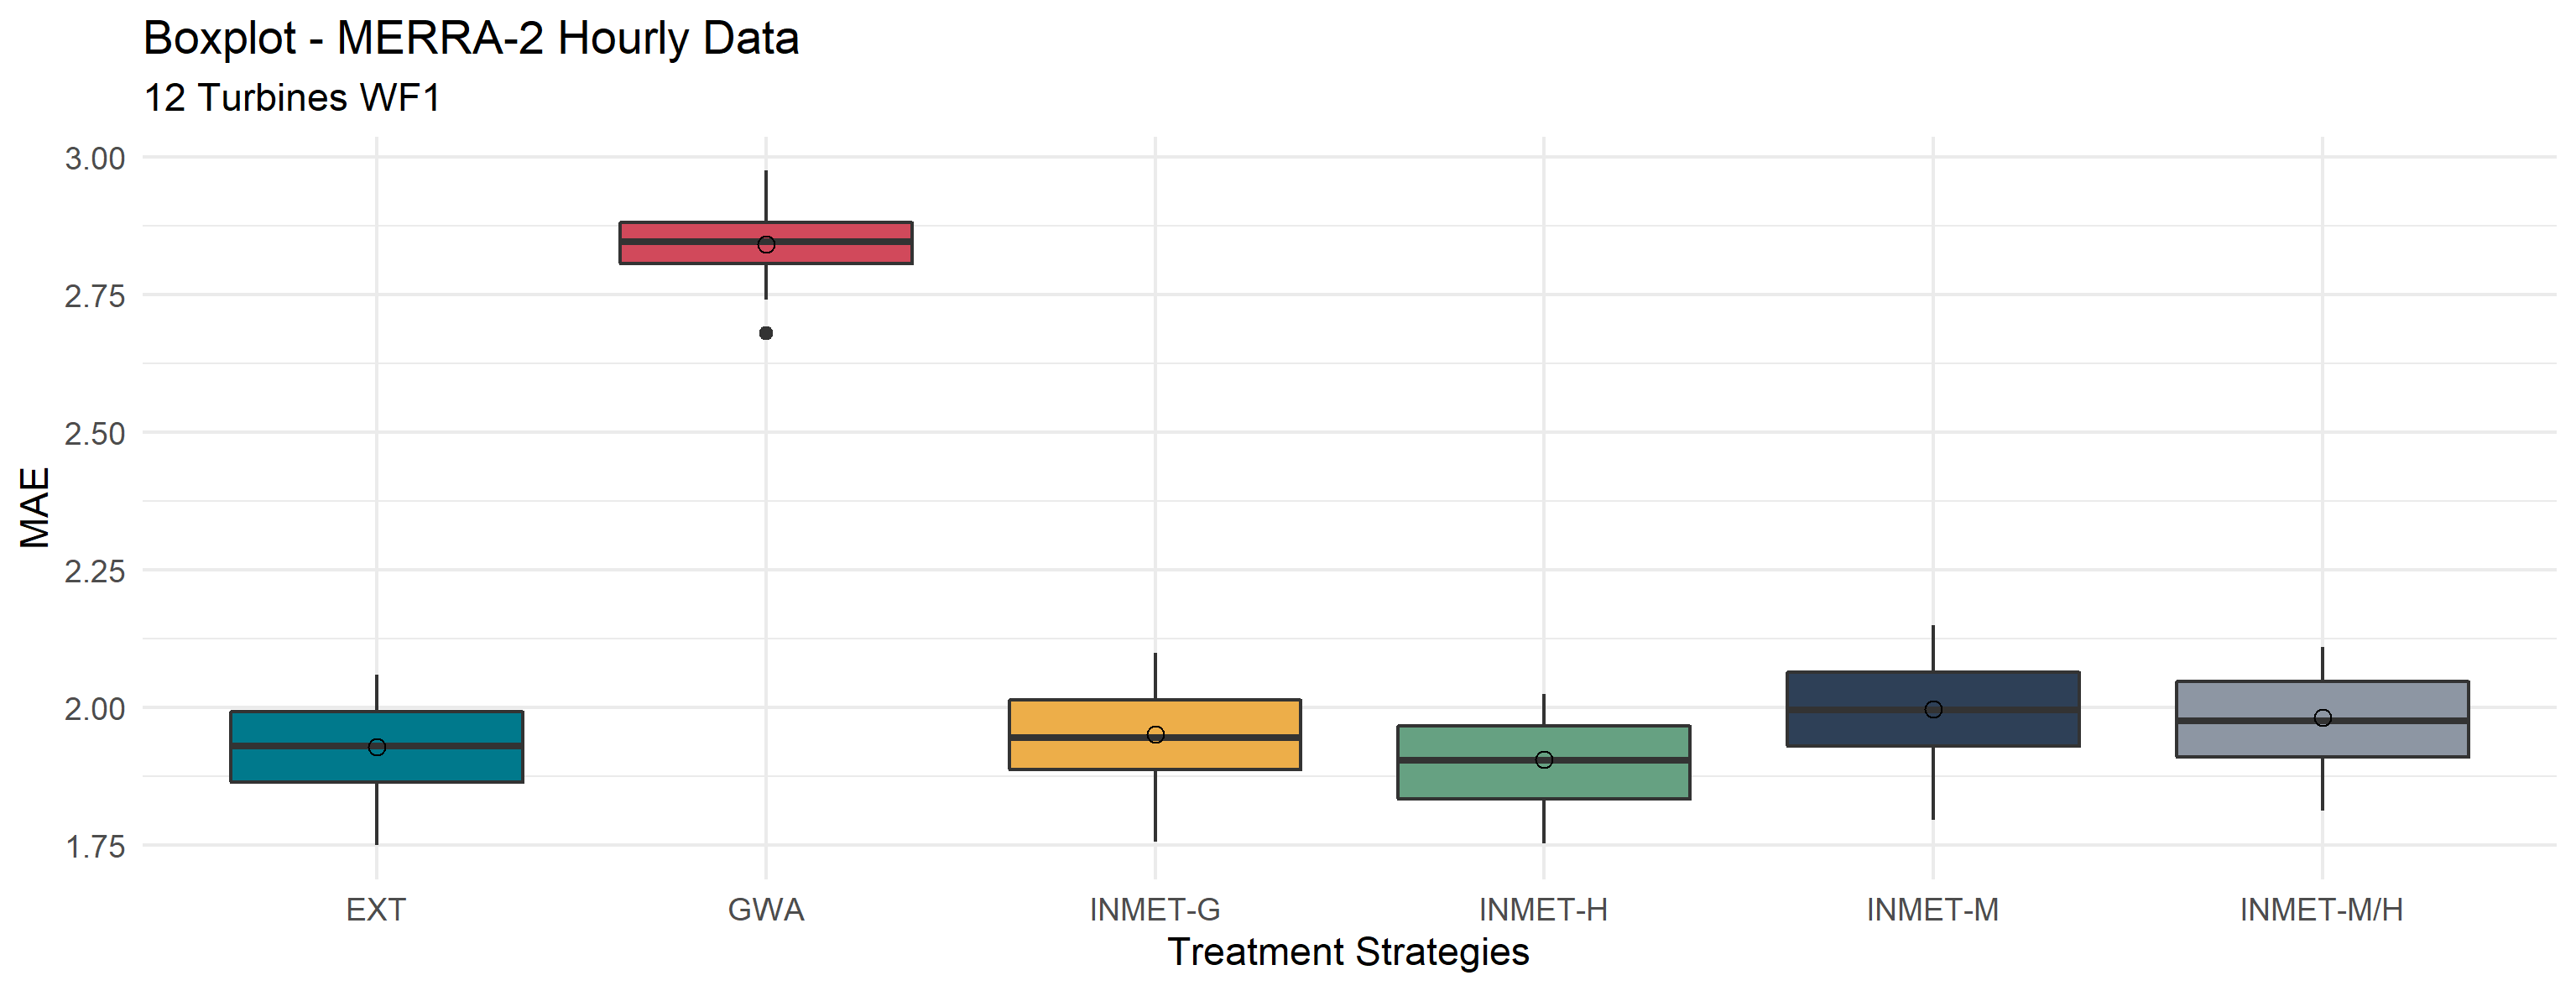 Boxplot - MERRA-2 Hourly Data
12 Turbines WF1
3.00
2.75
2.50
2.25
2.00
1.75
MAE
EXT GWA INMET-G INMET-H INMET-M INMET-M/H
Treatment Strategies